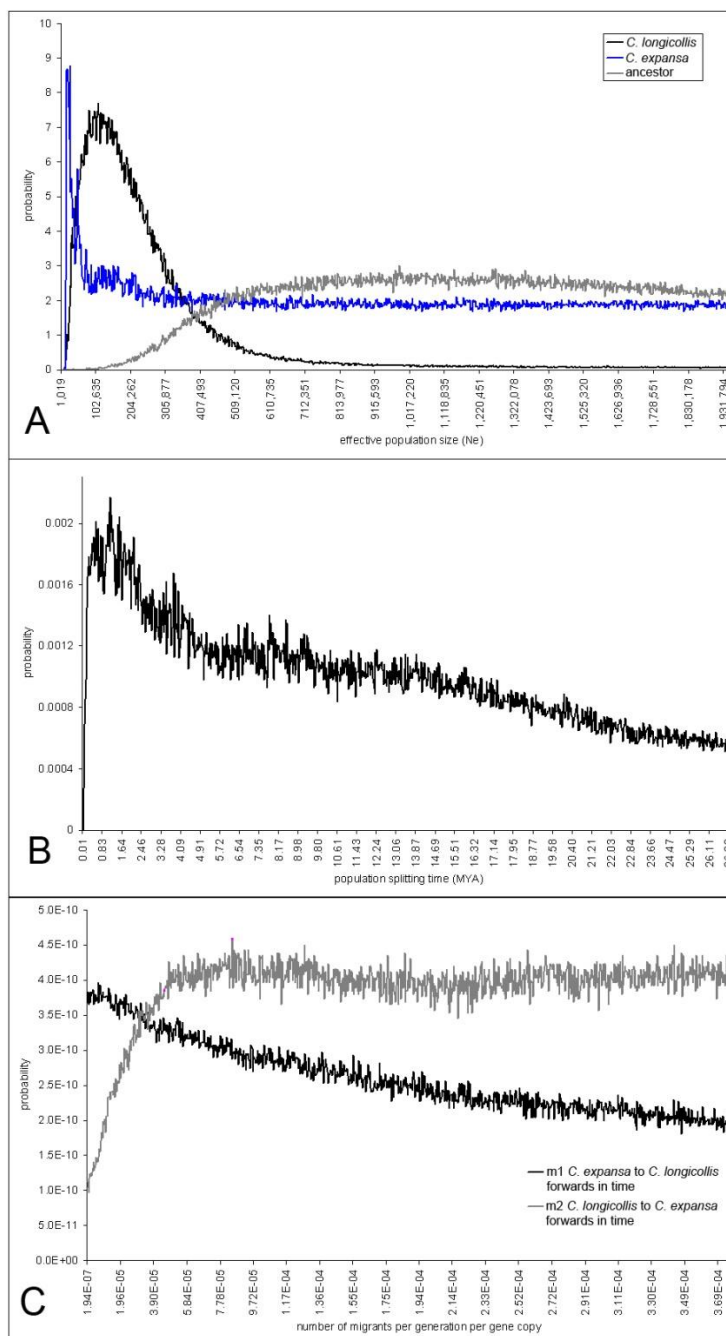 10
9
8
7
6
5
4
3
2
1
0
probability
C. longicollis
C. expansa
ancestor
1,019
102,635
204,262
305,877
407,493
509,120
610,735
712,351
813,977
915,593
1,017,220
1,118,835
1,220,451
1,322,078
1,423,693
1,525,320
1,626,936
1,728,551
1,830,178
1,931,794
effective population size (Ne)
A
0.002
0.0016
0.0012
0.0008
0.0004
0
probability
0.01
0.83
1.64
2.46
3.28
4.09
4.91
5.72
6.54
7.35
8.17
8.98
9.80
10.61
11.43
12.24
13.06
13.87
14.69
15.51
16.32
17.14
17.95
18.77
19.58
20.40
21.21
22.03
22.84
23.66
24.47
25.29
26.11
population splitting time (MYA)
B
5.0E-10
4.5E-10
4.0E-10
3.5E-10
3.0E-10
2.5E-10
2.0E-10
1.5E-10
1.0E-10
5.0E-11
0.0E+00
probability
m1 C. expansa to C. longicollis
forwards in time
m2 C. longicollis to C. expansa
forwards in time
1.94E-07
1.96E-05
3.90E-05
5.84E-05
7.78E-05
9.72E-05
1.17E-04
1.36E-04
1.55E-04
1.75E-04
1.94E-04
2.14E-04
2.33E-04
2.52E-04
2.72E-04
2.91E-04
3.11E-04
3.30E-04
3.49E-04
3.69E-04
number of migrants per generation per gene copy
C